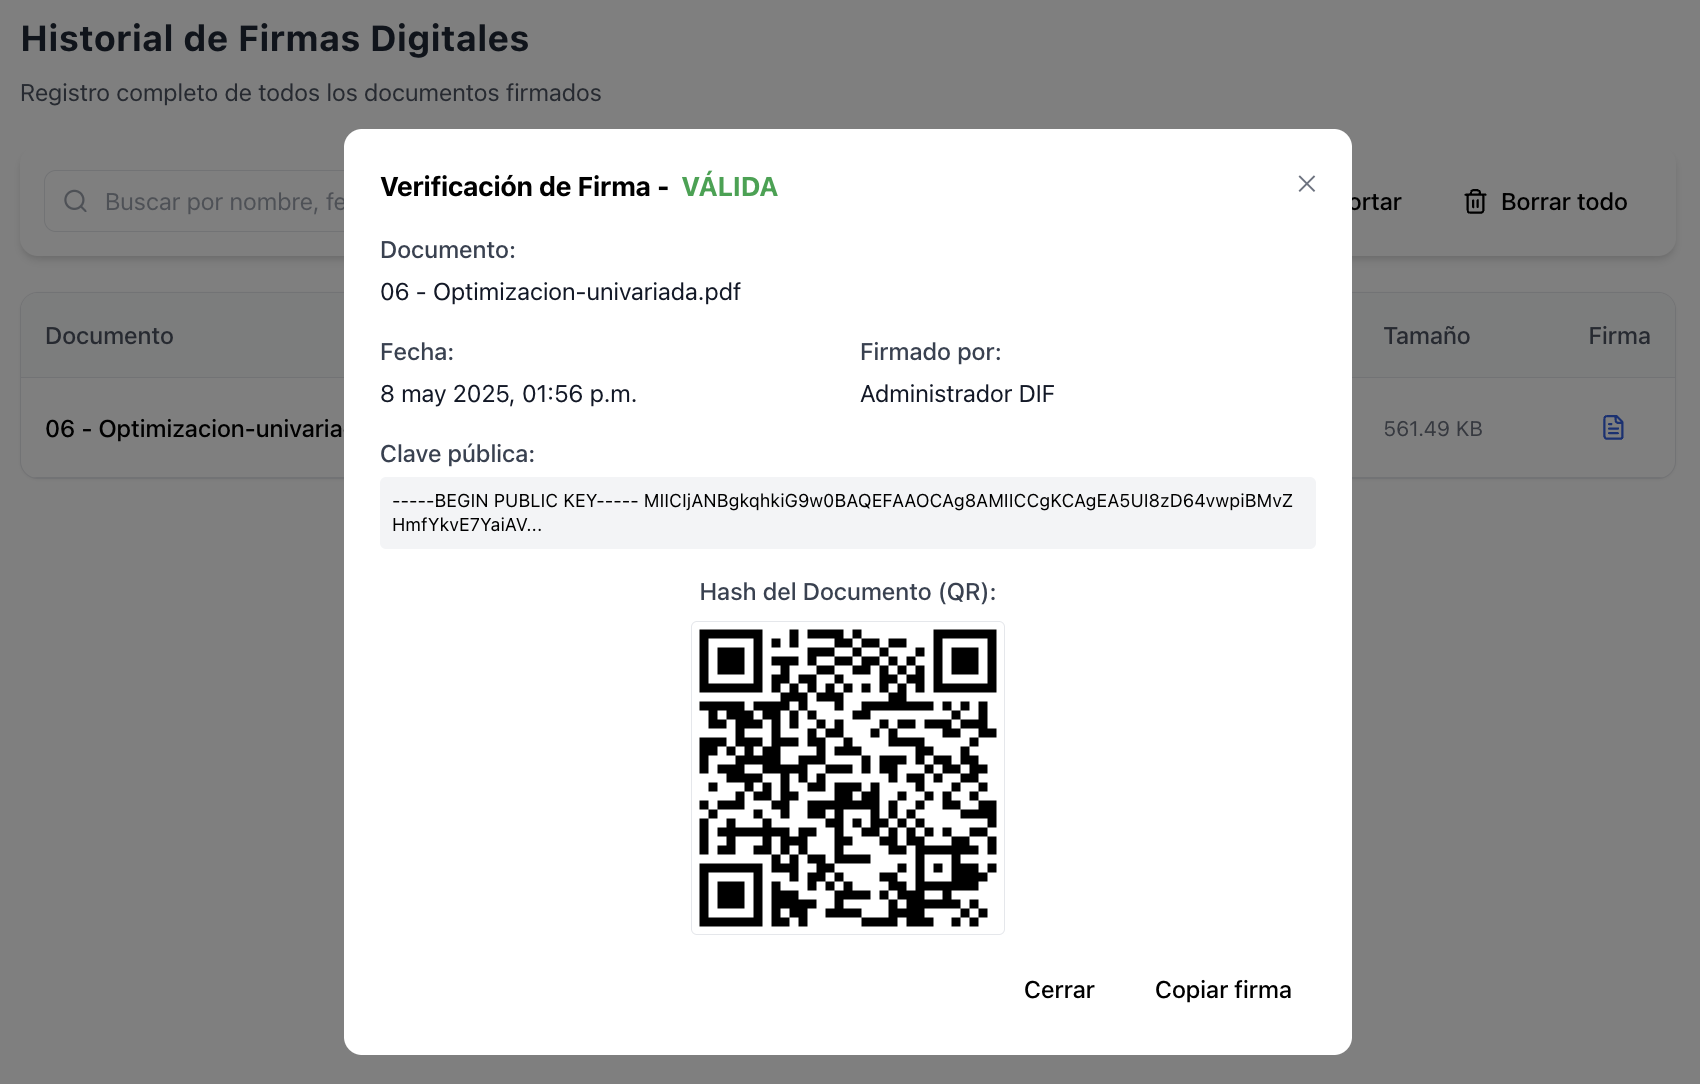 Historial de Firmas Digitales
Registro completo de todos los documentos firmados
Buscar por nombre, fe
ortar
Borrar todo
Documento
Tamaño
Firma
06 - Optimizacion-univaria
561.49 KB
Verificación de Firma - VÁLIDA
Documento:
06 - Optimizacion-univariada.pdf
Fecha:
Firmado por:
8 may 2025, 01:56 p.m.
Administrador DIF
Clave pública:
-----BEGIN PUBLIC KEY----- MIICIjANBgkqhkiG9w0BAQEFAAOCAg8AMIICCgKCAgEA5UI8zD64vwpiBMvZ
HmfYkvE7YaiAV...
Hash del Documento (QR):
Cerrar
Copiar firma